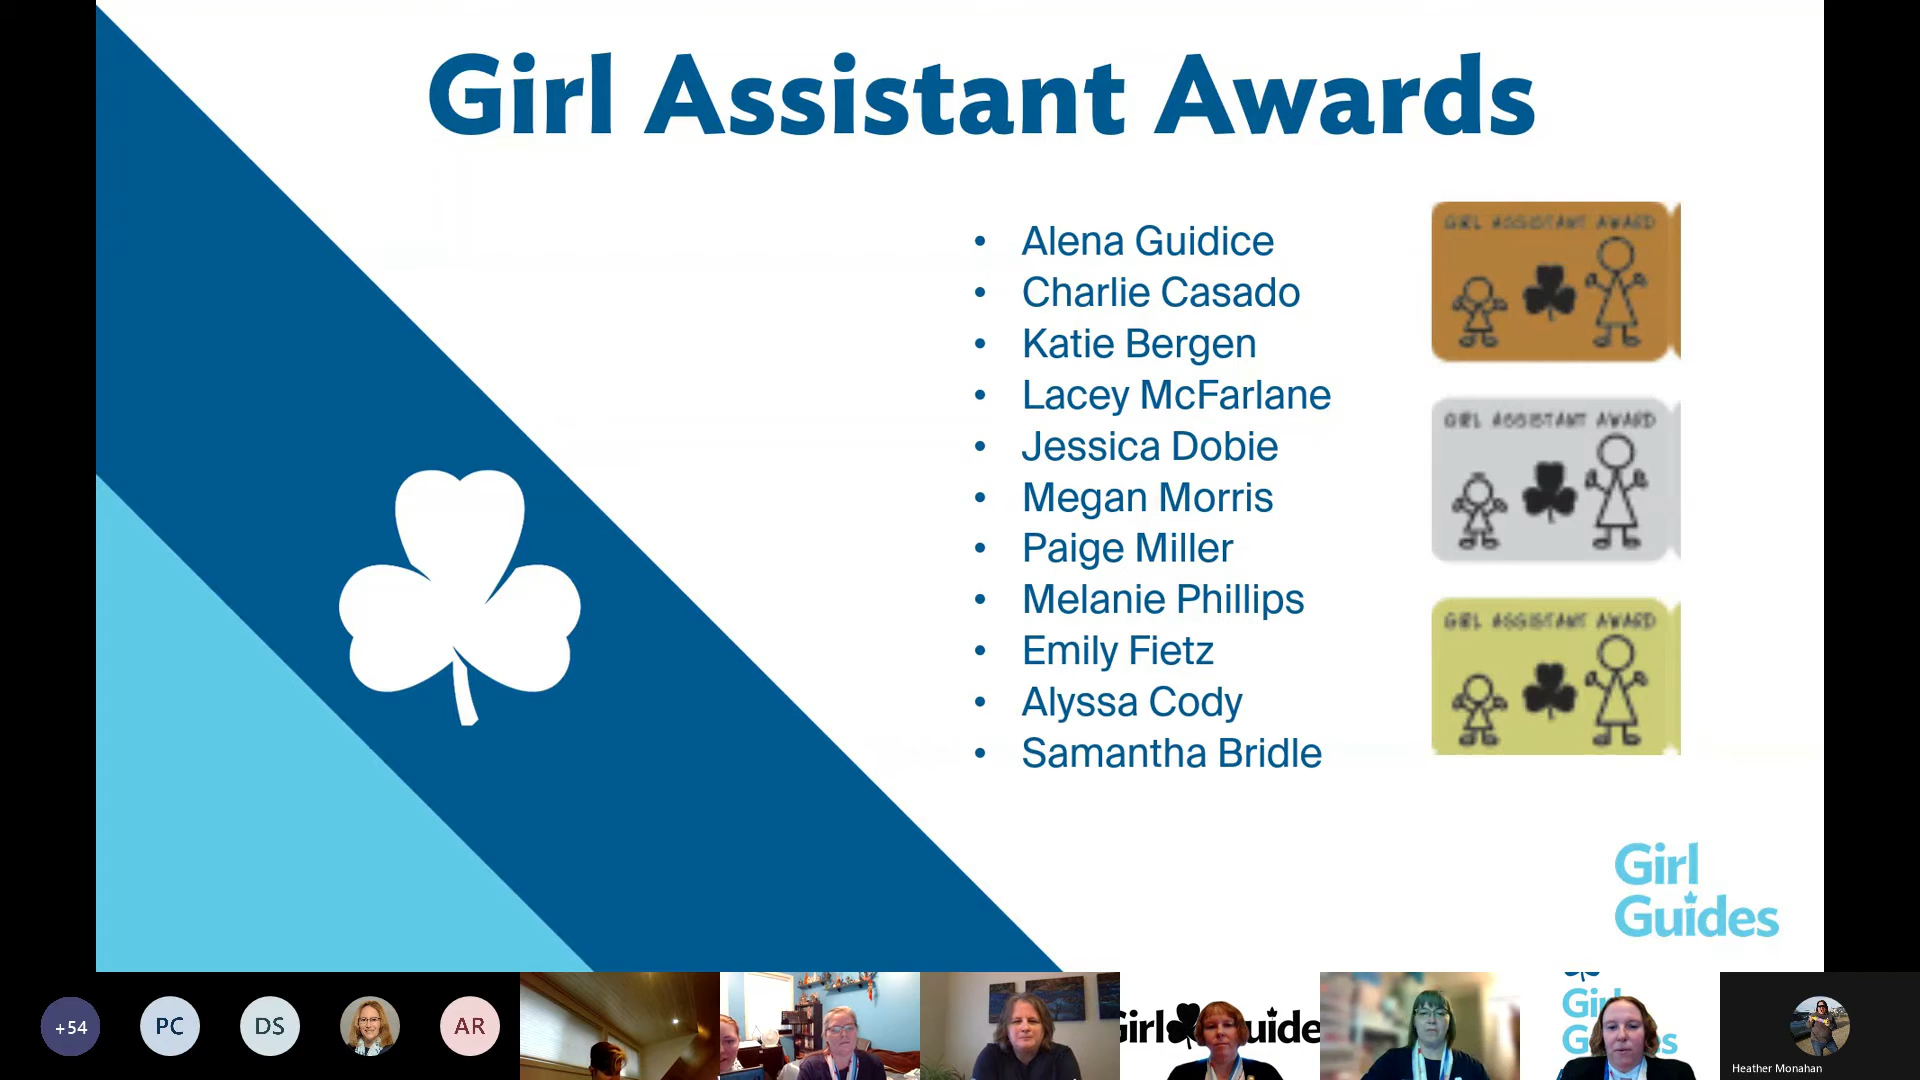 Girl Assistant Awards
• Alena Guidice
• Charlie Casado
• Katie Bergen
• Lacey McFarlane
• Jessica Dobie
• Megan Morris
• Paige Miller
• Melanie Phillips
• Emily Fietz
• Alyssa Cody
• Samantha Bridle
GIRL ASSISTANT AWARD
GIRL ASSISTANT AWARD
GIRL ASSISTANT AWARD
Girl
Guides
+54
PC
DS
AR
Girl Guide
Heather Monahan